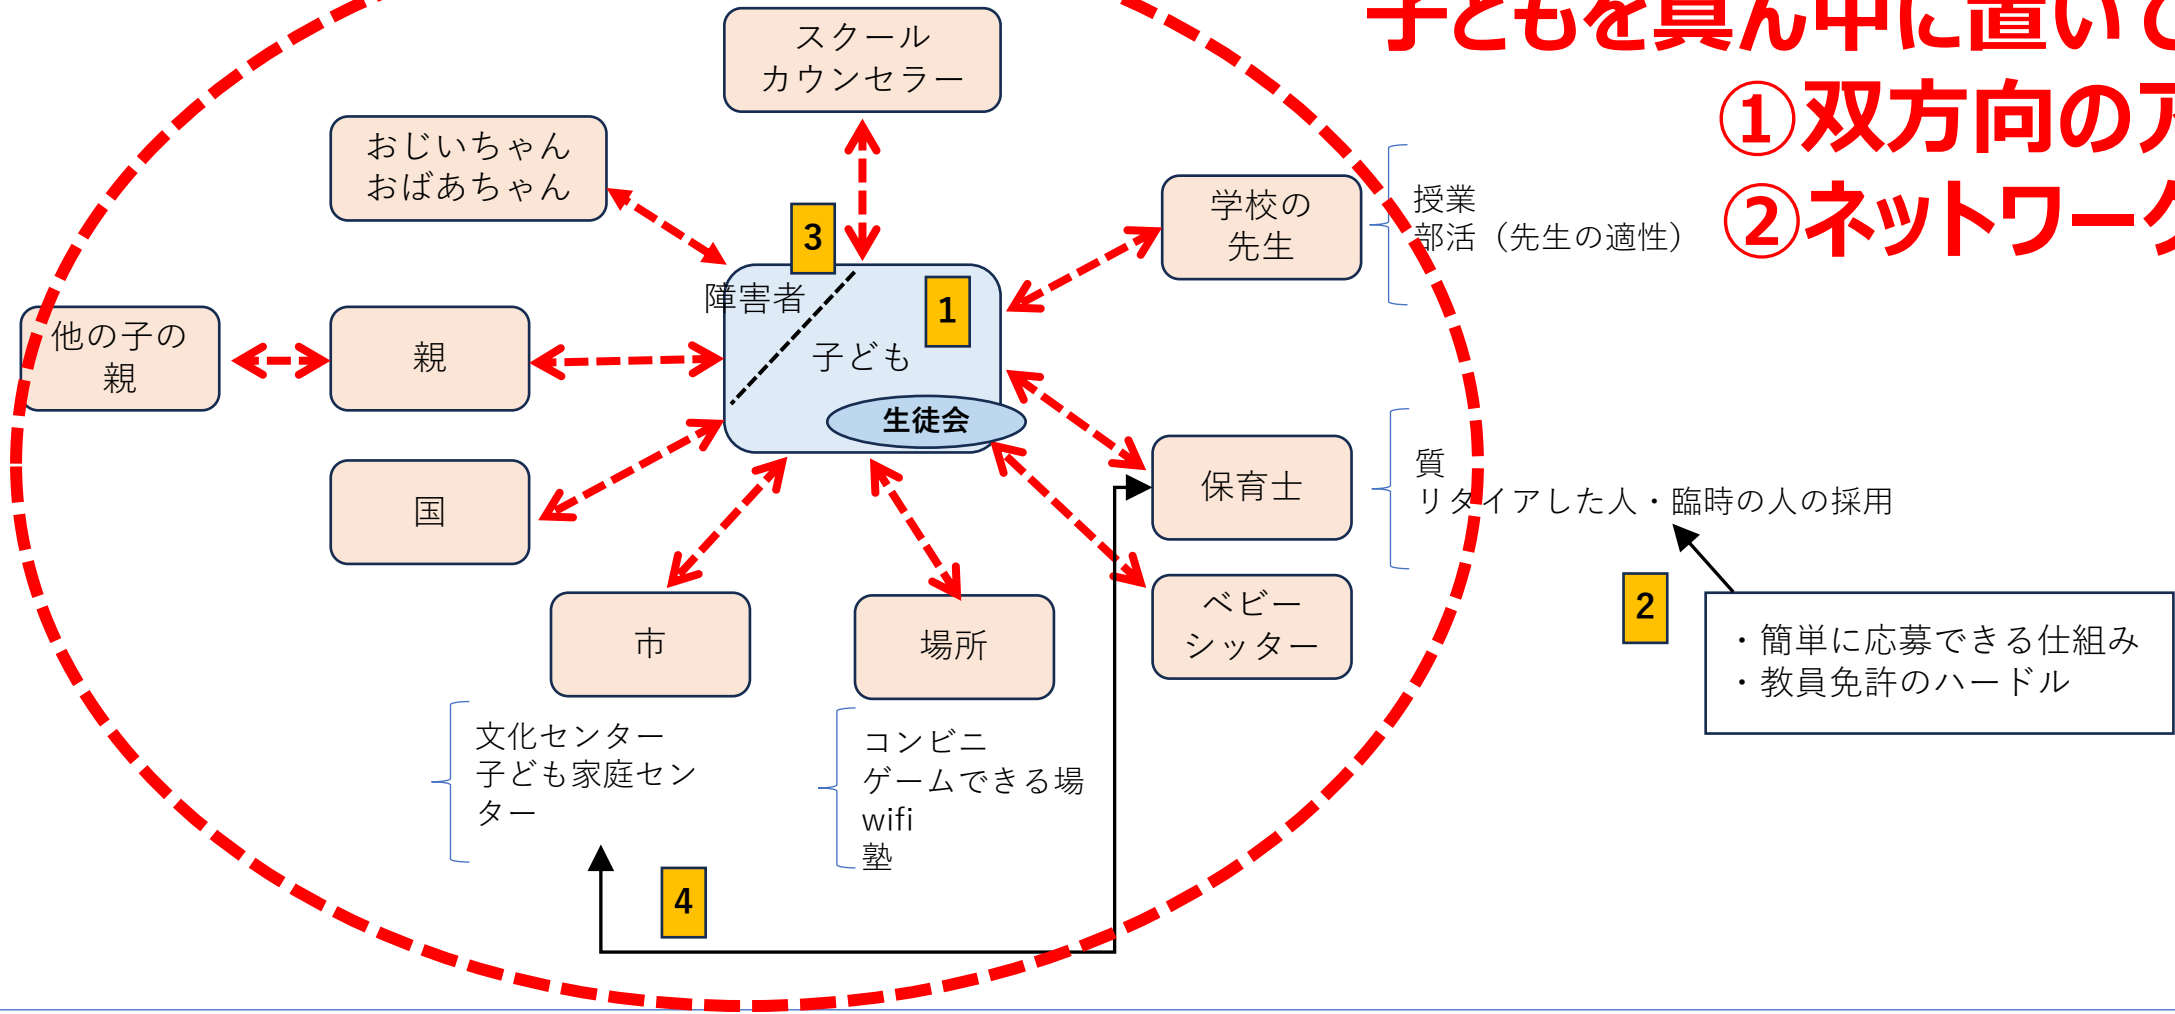 子どもを真ん中に置いて
①双方向の
②ネットワーク
スクール
カウンセラー
おじいちゃん
おばあちゃん
学校の
先生
授業
部活（先生の適性）
3
障害者
1
子ども
生徒会
他の子の
親
親
国
保育士
質
リタイアした人・臨時の人の採用
ベビー
シッター
2
・簡単に応募できる仕組み
・教員免許のハードル
市
場所
文化センター
子ども家庭セン
ター
コンビニ
ゲームできる場
wifi
塾
4